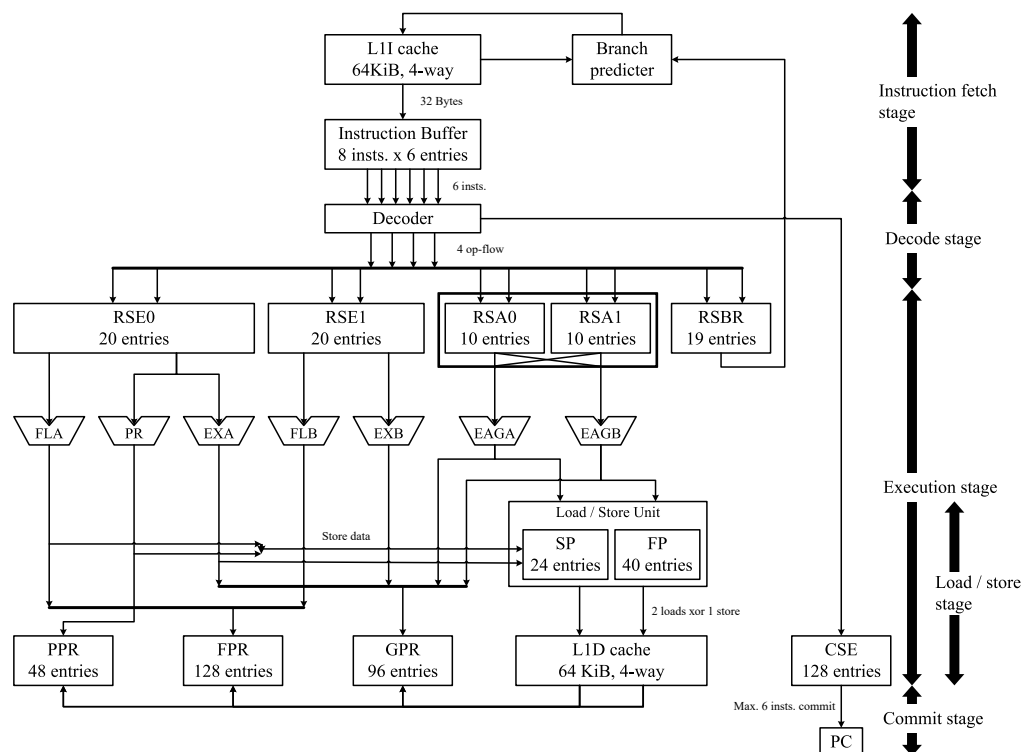 L1I cache
64KiB, 4-way
Branch
predicter
32 Bytes
Instruction fetch
stage
Instruction Buffer
8 insts. x 6 entries
6 insts.
Decoder
Decode stage
4 op-flow
RSE0
20 entries
RSE1
20 entries
RSA0
10 entries
RSA1
10 entries
RSBR
19 entries
FLA
PR
EXA
FLB
EXB
EAGA
EAGB
Execution stage
Load / Store Unit
Store data
SP
24 entries
FP
40 entries
Load / store
stage
2 loads xor 1 store
PPR
48 entries
FPR
128 entries
GPR
96 entries
L1D cache
64 KiB, 4-way
CSE
128 entries
Max. 6 insts. commit
Commit stage
PC